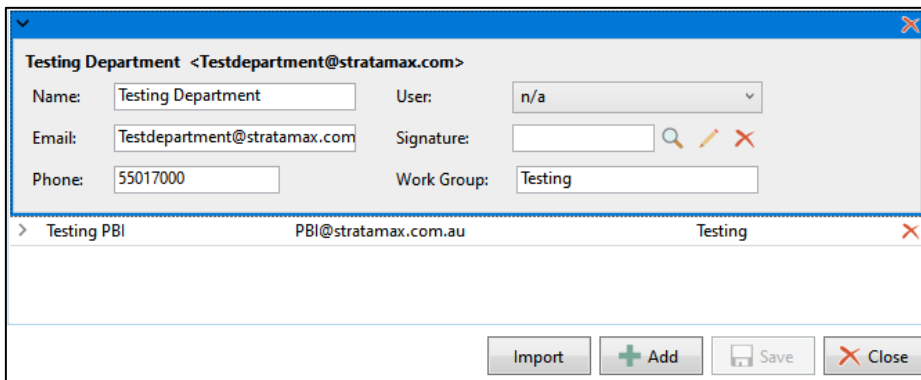 Testing Department <Testdepartment@stratamax.com>
Name: Testing Department User: n/a
Email: Testdepartment@stratamax.com Signature:
Phone: 55017000 Work Group: Testing
Testing PBI PBI@stratamax.com.au Testing
Import Add Save Close